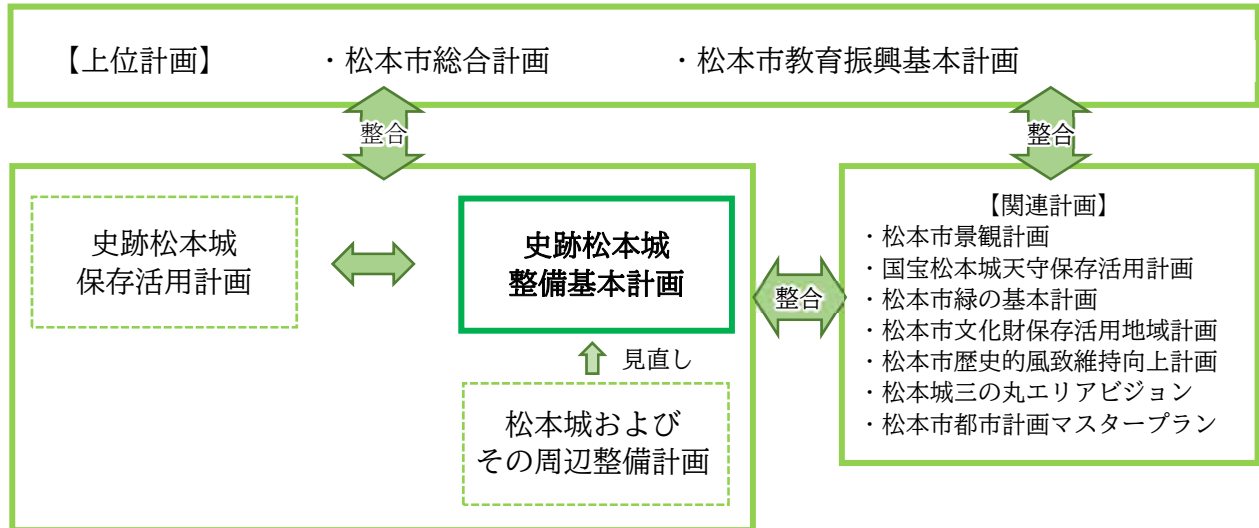 【上位計画】 ・松本市総合計画 ・松本市教育振興基本計画
整合
整合
史跡松本城
保存活用計画
史跡松本城
整備基本計画
見直し
松本城および
その周辺整備計画
整合
【関連計画】
・松本市景観計画
・国宝松本城天守保存活用計画
・松本市緑の基本計画
・松本市文化財保存活用地域計画
・松本市歴史的風致維持向上計画
・松本城三の丸エリアビジョン
・松本市都市計画マスタープラン